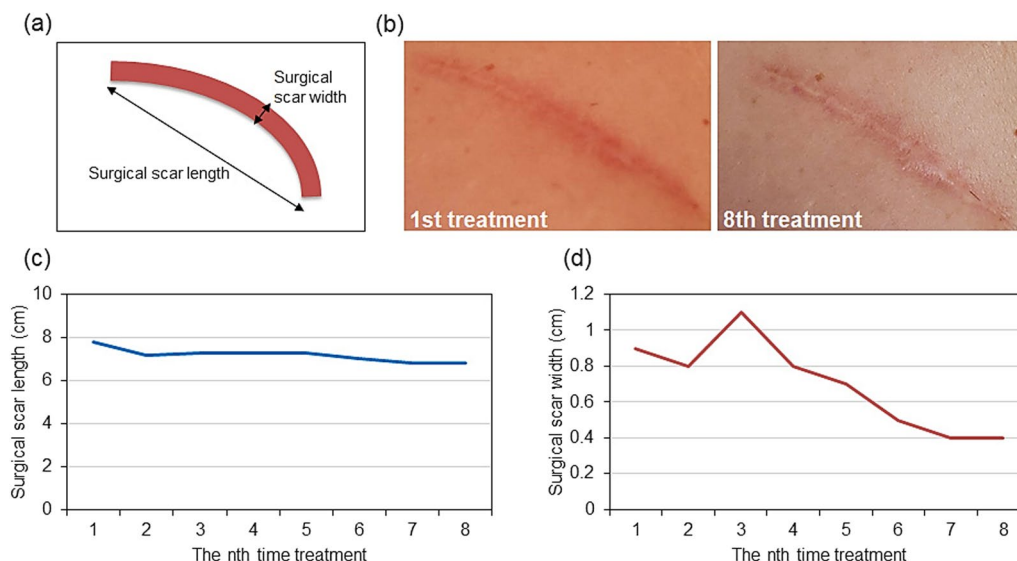 (a)
Surgical
scar width
Surgical scar length
(b)
1st treatment
8th treatment
(c)
Surgical scar length (cm)
10
8
6
4
2
0
1 2 3 4 5 6 7 8
The nth time treatment
(d)
Surgical scar width (cm)
1.2
1
0.8
0.6
0.4
0.2
0
1 2 3 4 5 6 7 8
The nth time treatment